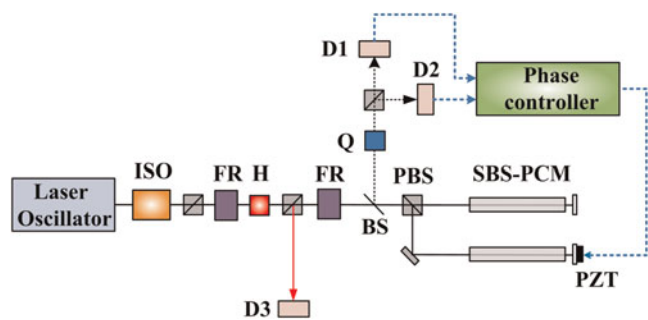 D1
D2
Phase
controller
Q
ISO
FR
H
FR
PBS
SBS-PCM
Laser
Oscillator
BS
PZT
D3